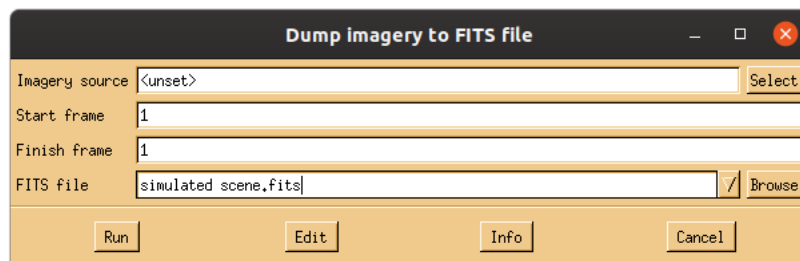 Dump imagery to FITS file
Imagery source <unset> Select
Start frame 1
Finish frame 1
FITS file simulated scene.fits Browse
Run Edit Info Cancel